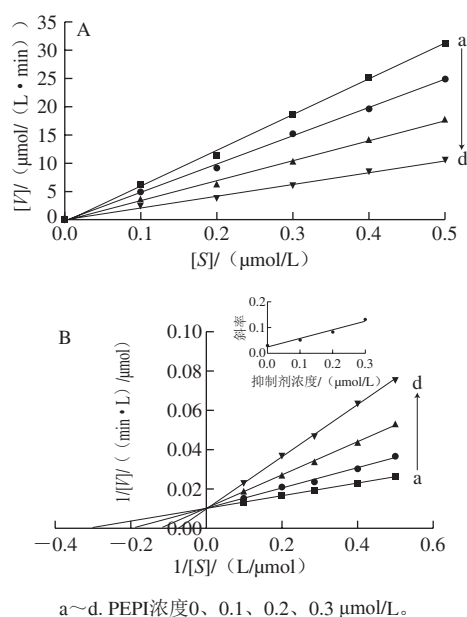 A
35
30
25
20
15
10
5
0
[V]/（μmol/（L・min）
a
d
0.0 0.1 0.2 0.3 0.4 0.5
[S]/（μmol/L）
B
0.2
0.1
0.0
斜率
0.0 0.1 0.2 0.3
抑制剂浓度/（μmol/L）
0.10
0.08
0.06
0.04
0.02
0.00
1/[V]/（（min・L）/μmol）
d
a
−0.4 −0.2 0.0 0.2 0.4 0.6
1/[S]/（L/μmol）
a～d. PEPI浓度0、0.1、0.2、0.3 μmol/L。